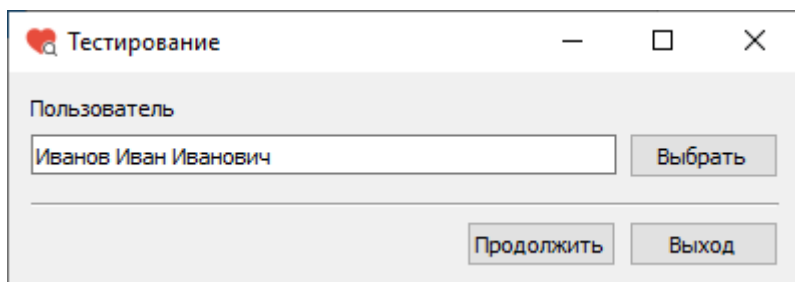 Тестирование
Пользователь
Иванов Иван Иванович
Выбрать
Продолжить Выход